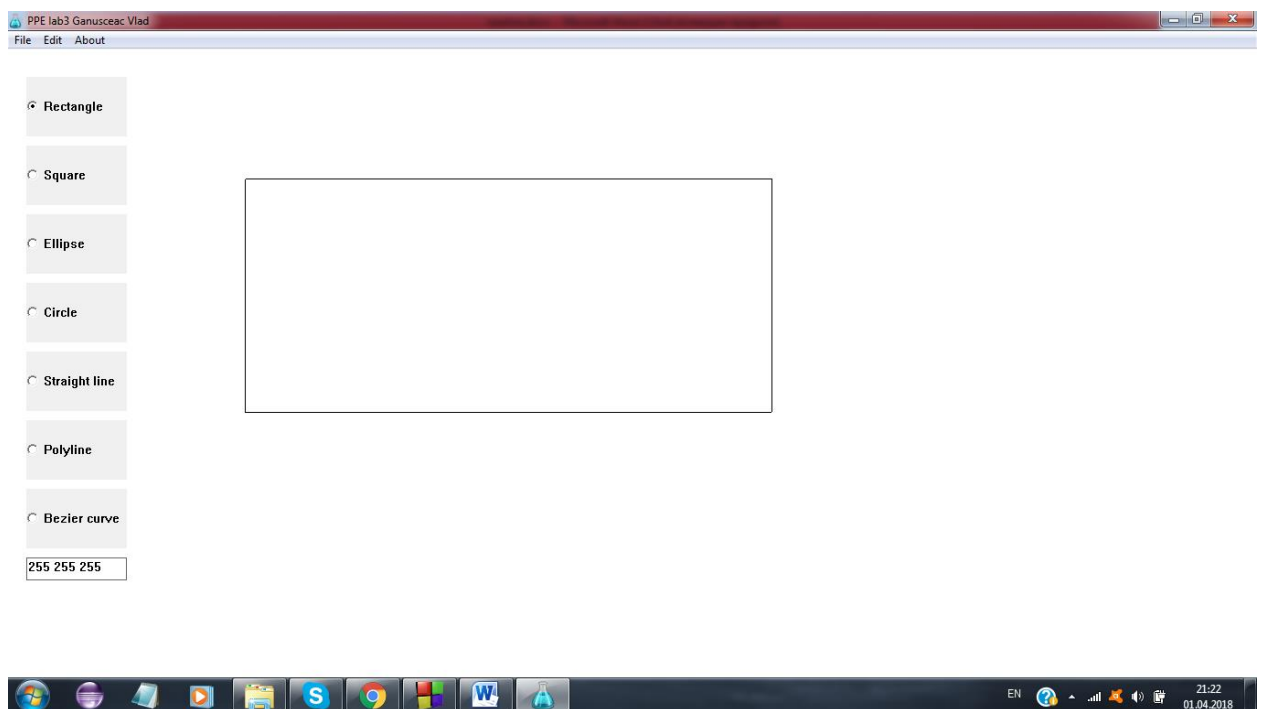 PPE lab3 Ganusceac Vlad
File Edit About
Rectangle
Square
Ellipse
Circle
Straight line
Polyline
Bezier curve
255 255 255
EN
21:22
01.04.2018